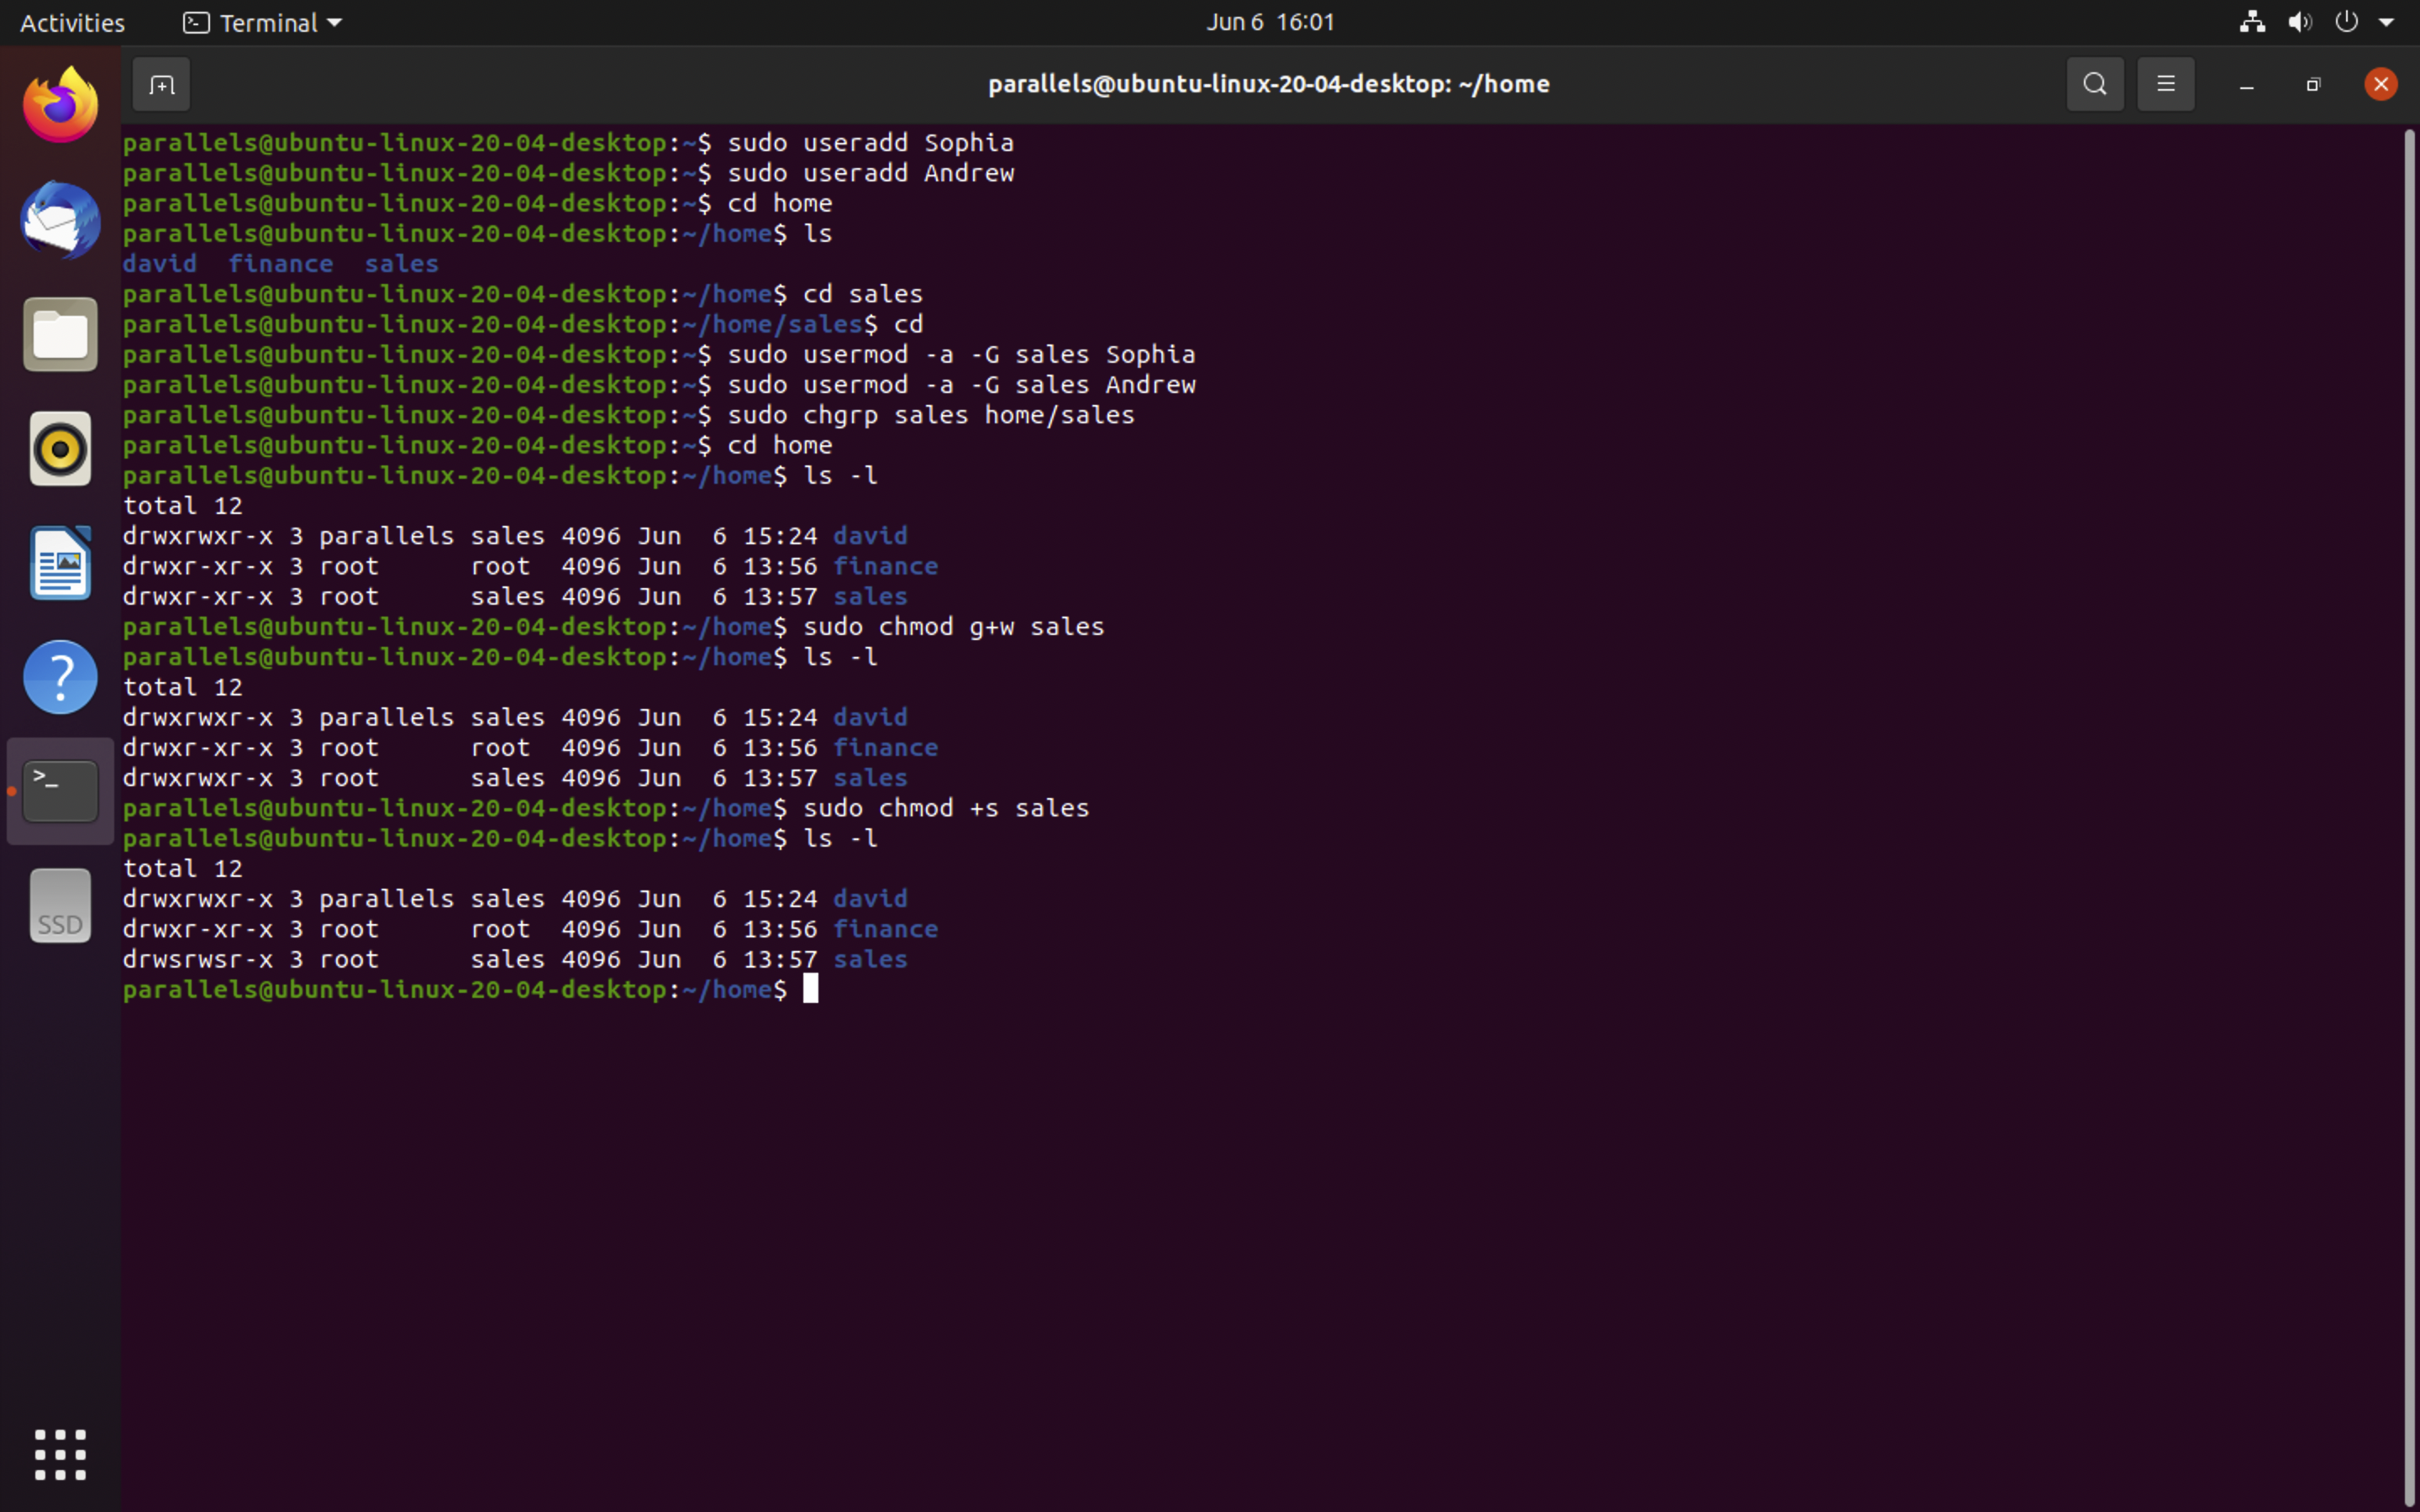 Activities Terminal Jun 6 16:01
parallels@ubuntu-linux-20-04-desktop: ~/home
parallels@ubuntu-linux-20-04-desktop:~$ sudo useradd Sophia
parallels@ubuntu-linux-20-04-desktop:~$ sudo useradd Andrew
parallels@ubuntu-linux-20-04-desktop:~$ cd home
parallels@ubuntu-linux-20-04-desktop:~/home$ ls
david  finance  sales
parallels@ubuntu-linux-20-04-desktop:~/home$ cd sales
parallels@ubuntu-linux-20-04-desktop:~/home/sales$ cd
parallels@ubuntu-linux-20-04-desktop:~$ sudo usermod -a -G sales Sophia
parallels@ubuntu-linux-20-04-desktop:~$ sudo usermod -a -G sales Andrew
parallels@ubuntu-linux-20-04-desktop:~$ sudo chgrp sales home/sales
parallels@ubuntu-linux-20-04-desktop:~$ cd home
parallels@ubuntu-linux-20-04-desktop:~/home$ ls -l
total 12
drwxrwxr-x 3 parallels sales 4096 Jun  6 15:24 david
drwxr-xr-x 3 root      root  4096 Jun  6 13:56 finance
drwxr-xr-x 3 root      sales 4096 Jun  6 13:57 sales
parallels@ubuntu-linux-20-04-desktop:~/home$ sudo chmod g+w sales
parallels@ubuntu-linux-20-04-desktop:~/home$ ls -l
total 12
drwxrwxr-x 3 parallels sales 4096 Jun  6 15:24 david
drwxr-xr-x 3 root      root  4096 Jun  6 13:56 finance
drwxrwxr-x 3 root      sales 4096 Jun  6 13:57 sales
parallels@ubuntu-linux-20-04-desktop:~/home$ sudo chmod +s sales
parallels@ubuntu-linux-20-04-desktop:~/home$ ls -l
total 12
drwxrwxr-x 3 parallels sales 4096 Jun  6 15:24 david
drwxr-xr-x 3 root      root  4096 Jun  6 13:56 finance
drwsrwsr-x 3 root      sales 4096 Jun  6 13:57 sales
parallels@ubuntu-linux-20-04-desktop:~/home$
SSD